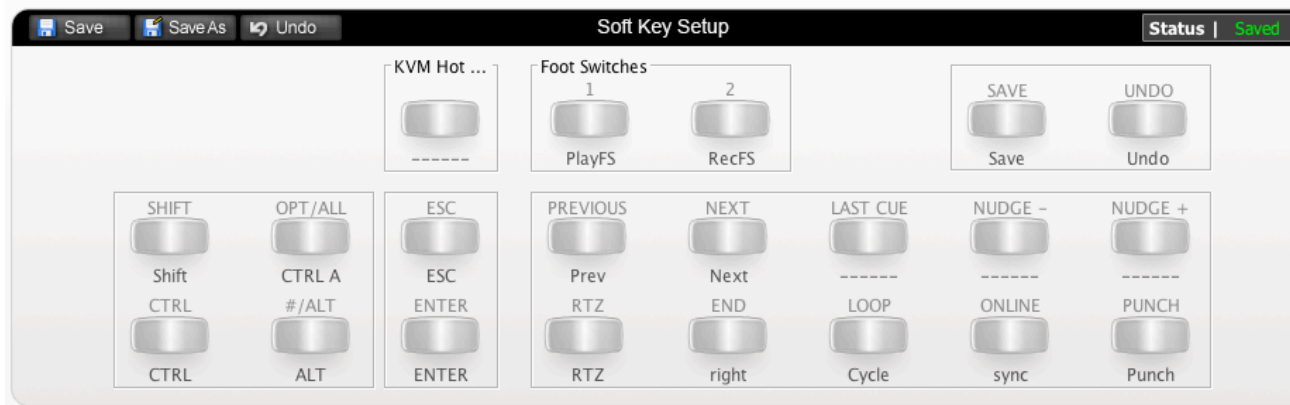 Save Save As Undo Soft Key Setup Status | Saved
KVM Hot ... Foot Switches
1 2 SAVE UNDO
------ PlayFS RecFS Save Undo
SHIFT OPT/ALL ESC PREVIOUS NEXT LAST CUE NUDGE – NUDGE +
Shift CTRL A ESC Prev Next ------ ------ ------
CTRL #/ALT ENTER RTZ END LOOP ONLINE PUNCH
CTRL ALT ENTER RTZ right Cycle sync Punch